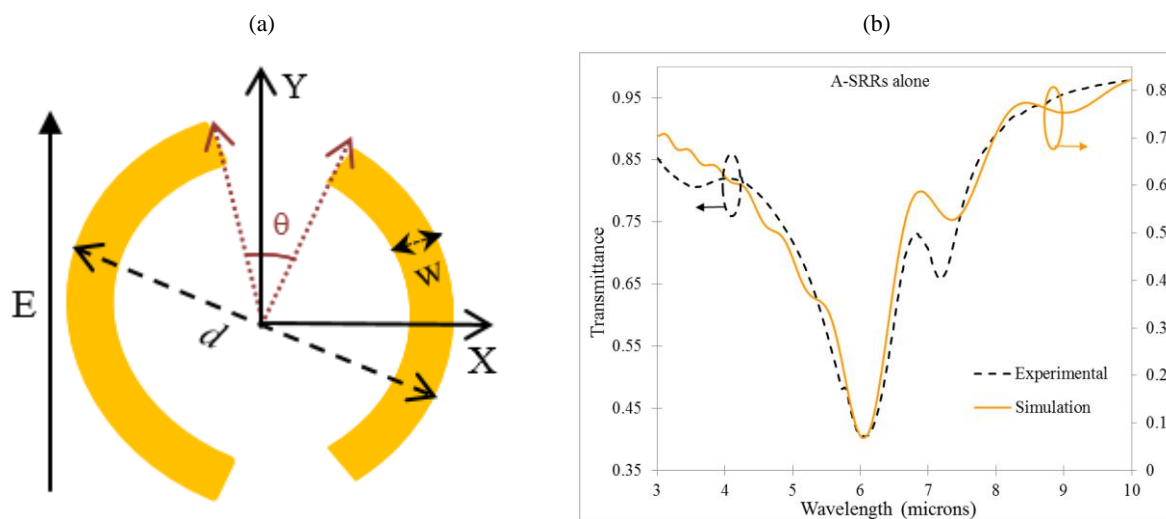 (a)
(b)
Y
E
θ
W
d
X
A-SRRs alone
Transmittance
0.95
0.85
0.75
0.65
0.55
0.45
0.35
0.8
0.7
0.6
0.5
0.4
0.3
0.2
0.1
0
Experimental
Simulation
3 4 5 6 7 8 9 10
Wavelength (microns)